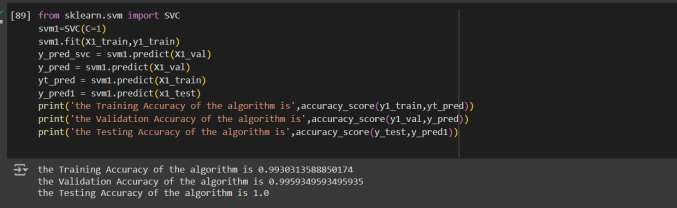 [89] from sklearn.svm import SVC
svm1=SVC(C=1)
svm1.fit(X1_train,y1_train)
y_pred_svc = svm1.predict(X1_val)
y_pred = svm1.predict(X1_val)
yt_pred = svm1.predict(X1_train)
y_pred1 = svm1.predict(x1_test)
print('the Training Accuracy of the algorithm is',accuracy_score(y1_train,yt_pred))
print('the Validation Accuracy of the algorithm is',accuracy_score(y1_val,y_pred))
print('the Testing Accuracy of the algorithm is',accuracy_score(y_test,y_pred1))
the Training Accuracy of the algorithm is 0.9930313588850174
the Validation Accuracy of the algorithm is 0.9959349593495935
the Testing Accuracy of the algorithm is 1.0